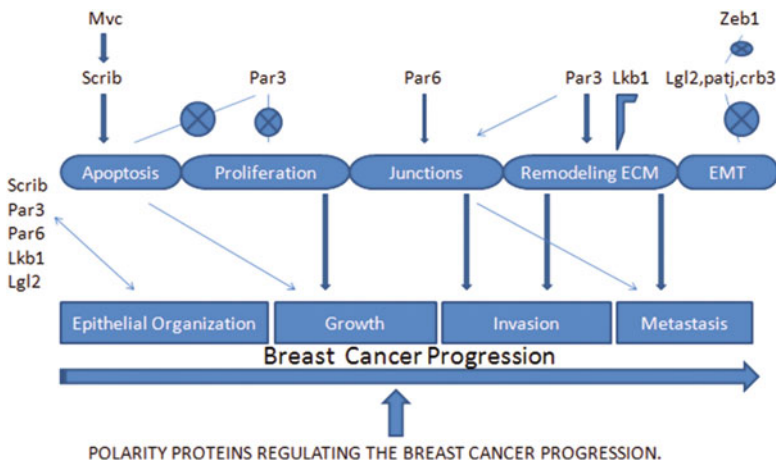 Mvc
Zeb1
Scrib
Par3
Par6
Par3
Lkb1
Lgl2,patj,crb3
Apoptosis
Proliferation
Junctions
Remodeling ECM
EMT
Scrib
Par3
Par6
Lkb1
Lgl2
Epithelial Organization
Growth
Invasion
Metastasis
Breast Cancer Progression
POLARITY PROTEINS REGULATING THE BREAST CANCER PROGRESSION.